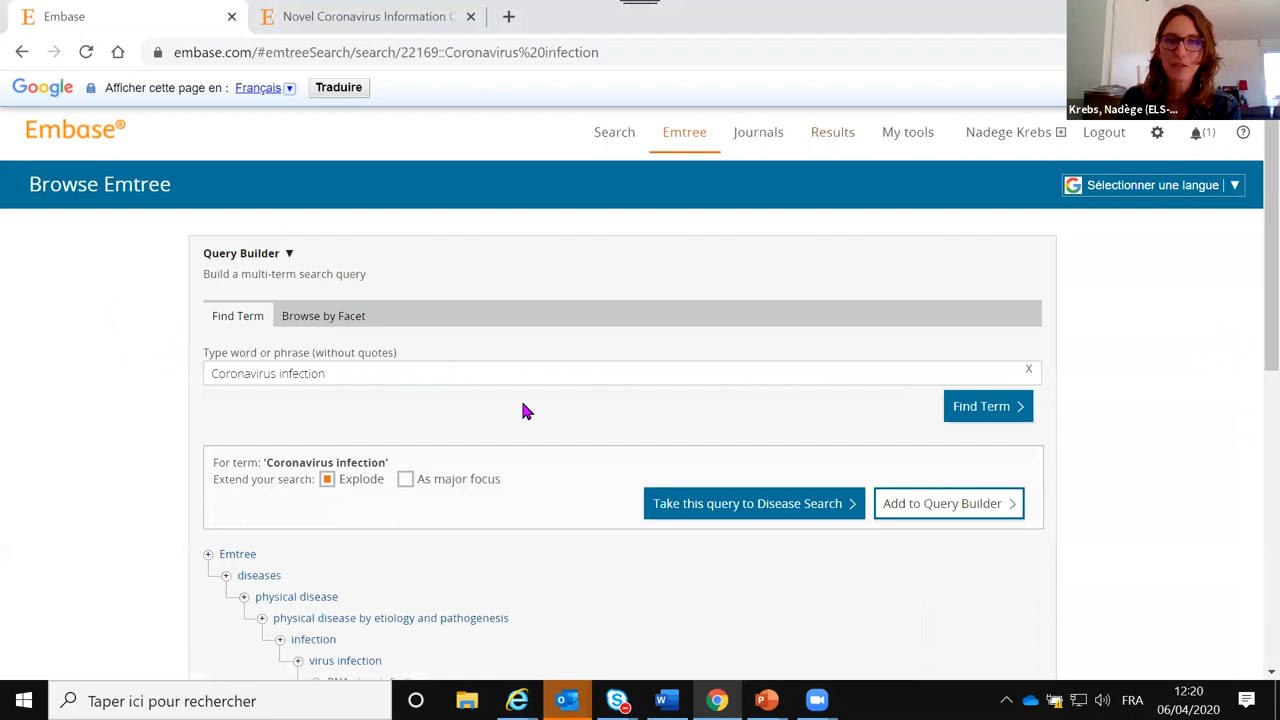 Embase
Novel Coronavirus Information C
embase.com/#emtreeSearch/search/22169::Coronavirus%20infection
Google Afficher cette page en : Français Traduire
Krebs, Nadège (ELS-...
Embase®
Search Emtree Journals Results My tools Nadege Krebs Logout (1)
Browse Emtree
Sélectionner une langue
Query Builder
Build a multi-term search query
Find Term Browse by Facet
Type word or phrase (without quotes)
Coronavirus infection X
Find Term
For term: 'Coronavirus infection'
Extend your search: Explode As major focus
Take this query to Disease Search Add to Query Builder
Emtree
diseases
physical disease
physical disease by etiology and pathogenesis
infection
virus infection
Taper ici pour rechercher
FRA
12:20
06/04/2020